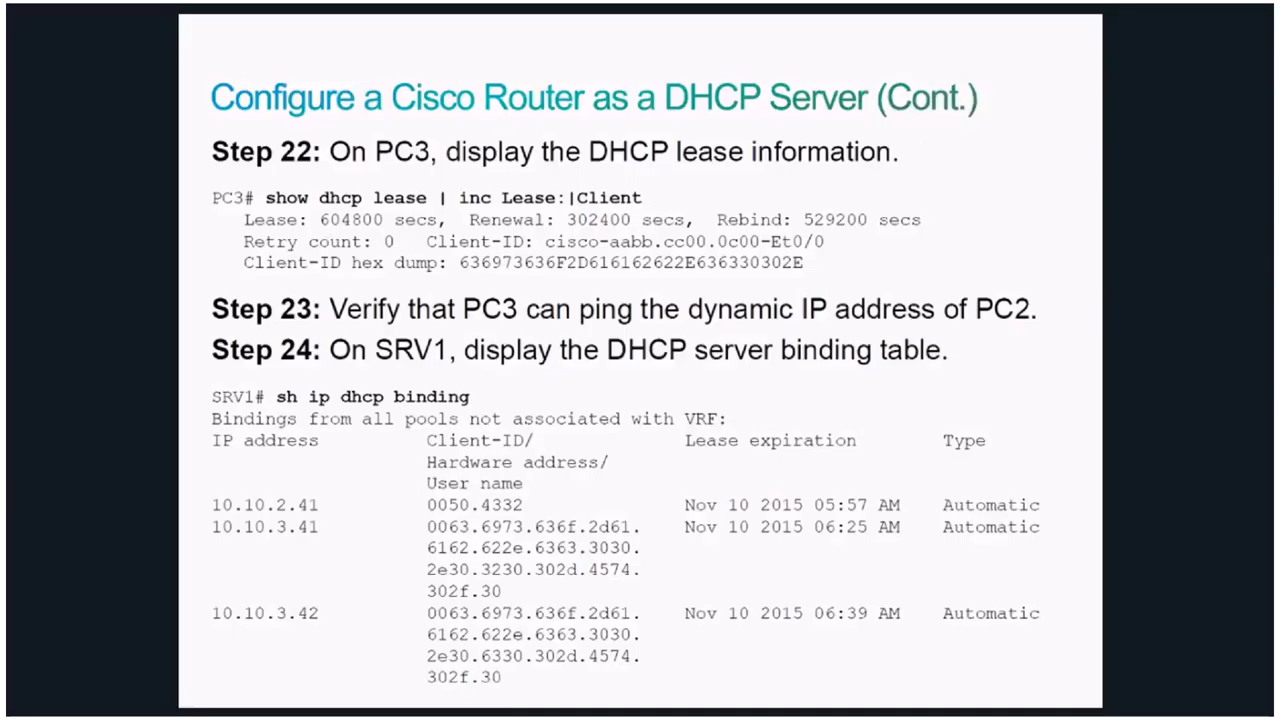 Configure a Cisco Router as a DHCP Server (Cont.)
Step 22: On PC3, display the DHCP lease information.
PC3# show dhcp lease | inc Lease:|Client
Lease: 604800 secs, Renewal: 302400 secs, Rebind: 529200 secs
Retry count: 0 Client-ID: cisco-aabb.cc00.0c00-Et0/0
Client-ID hex dump: 636973636F2D616162622E636330302E
Step 23: Verify that PC3 can ping the dynamic IP address of PC2.
Step 24: On SRV1, display the DHCP server binding table.
SRV1# sh ip dhcp binding
Bindings from all pools not associated with VRF:
IP address Client-ID/ Lease expiration Type
Hardware address/
User name
10.10.2.41 0050.4332 Nov 10 2015 05:57 AM Automatic
10.10.3.41 0063.6973.636f.2d61. Nov 10 2015 06:25 AM Automatic
6162.622e.6363.3030.
2e30.3230.302d.4574.
302f.30
10.10.3.42 0063.6973.636f.2d61. Nov 10 2015 06:39 AM Automatic
6162.622e.6363.3030.
2e30.6330.302d.4574.
302f.30